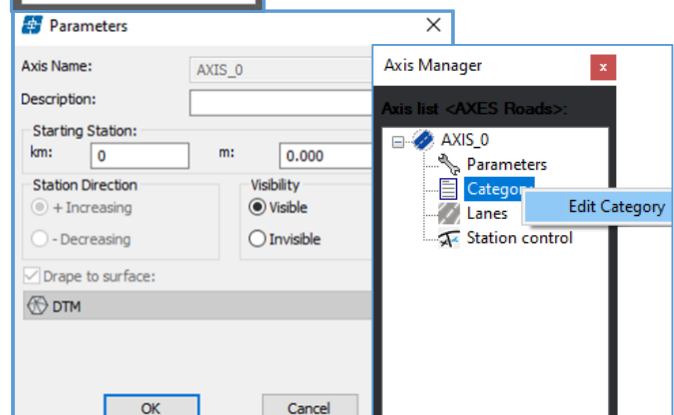 Parameters
Axis Name:
AXIS_0
Description:
Starting Station:
km:
0
m:
0.000
Station Direction
+ Increasing
- Decreasing
Visibility
Visible
Invisible
Drape to surface:
DTM
OK
Cancel
Axis Manager
x
Axis list <AXES Roads>:
AXIS_0
Parameters
Category
Edit Category
Lanes
Station control